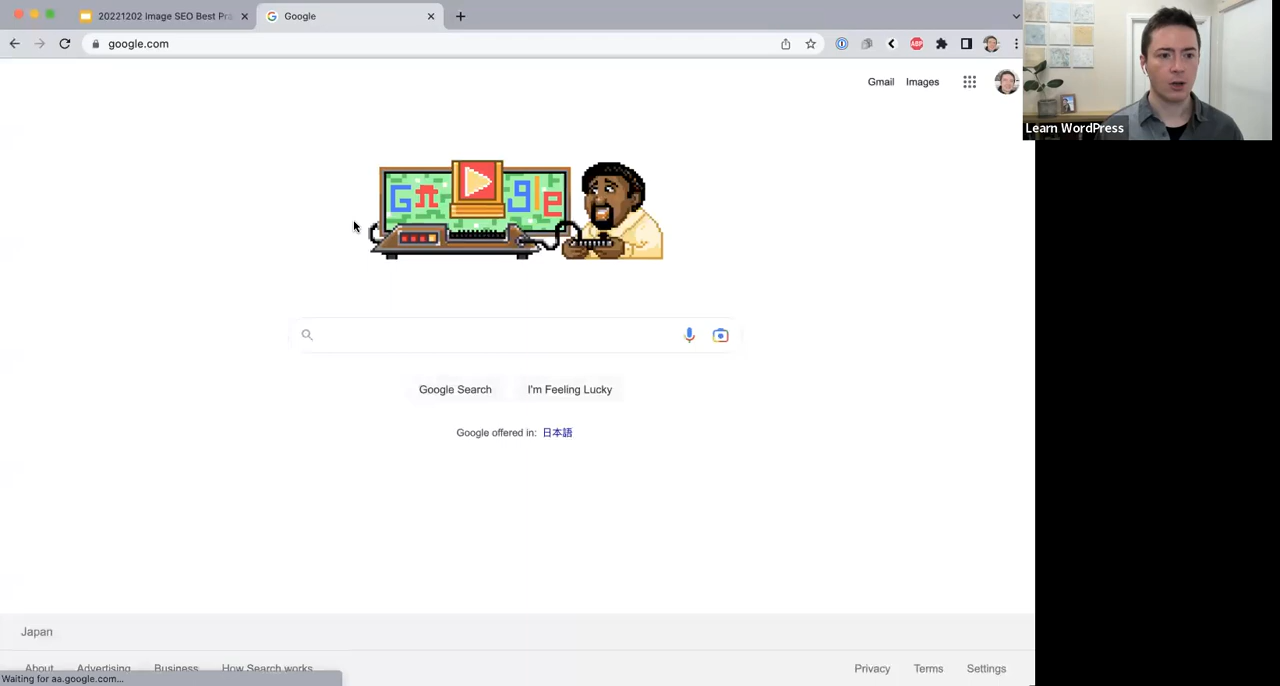 20221202 Image SEO Best Pra
Google
google.com
ABP
Gmail
Images
Learn WordPress
Google Search
I'm Feeling Lucky
Google offered in: 日本語
Japan
About
Advertising
Business
How Search works
Privacy
Terms
Settings
Waiting for aa.google.com...